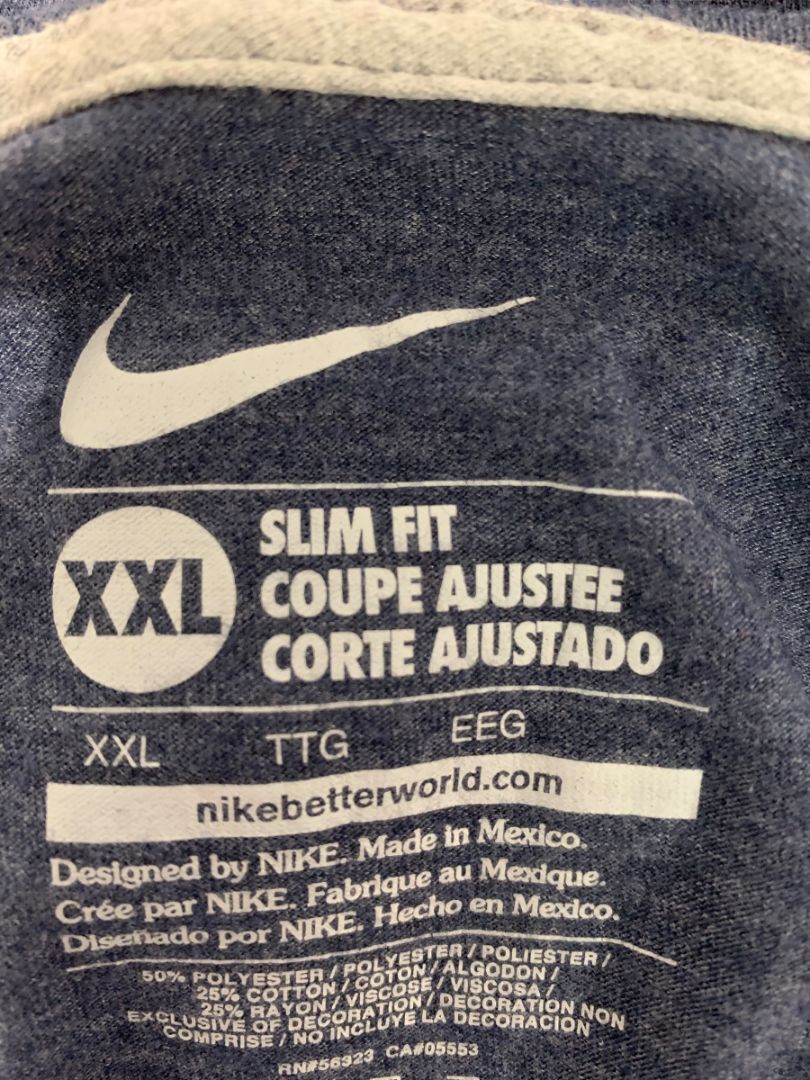 XXL
SLIM FIT
COUPE AJUSTEE
CORTE AJUSTADO
XXL TTG EEG
nikebetterworld.com
Designed by NIKE. Made in Mexico.
Crée par NIKE. Fabrique au Mexique.
Disenado por NIKE. Hecho en Mexico.
50% POLYESTER / POLYESTER / POLIESTER /
25% COTTON / COTON / ALGODON /
25% RAYON / VISCOSE / VISCOSA /
EXCLUSIVE OF DECORATION / DECORATION NON
COMPRISE / NO INCLUYE LA DECORACION
RN#56323 CA#05553